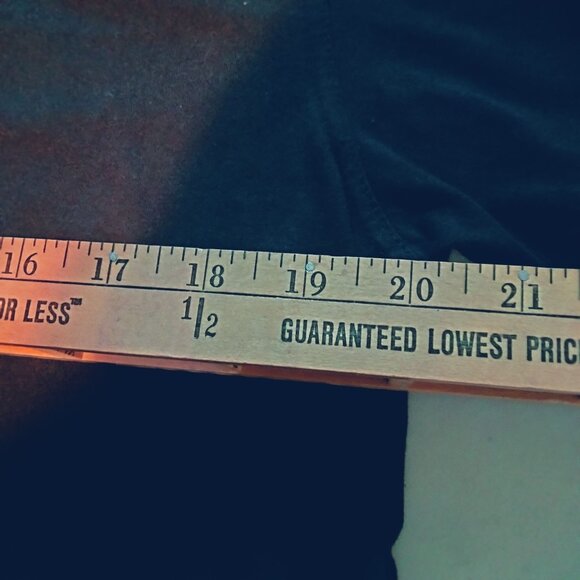 16 17 18 19 20 21
OR LESS™ 1/2 GUARANTEED LOWEST PRIC